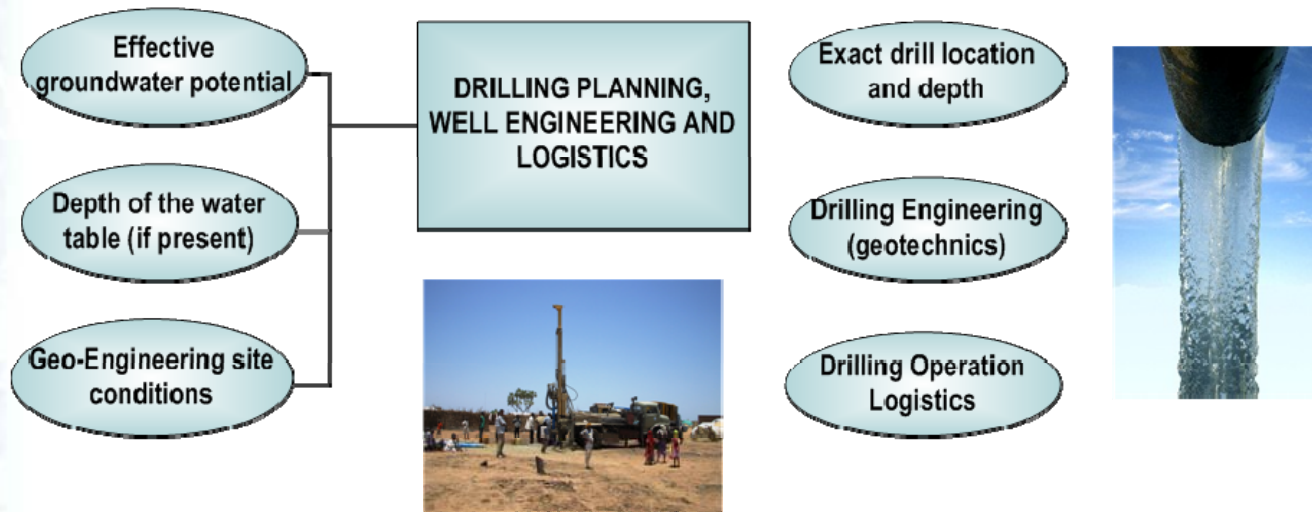 Effective
groundwater potential
Depth of the water
table (if present)
Geo-Engineering site
conditions
DRILLING PLANNING,
WELL ENGINEERING AND
LOGISTICS
Exact drill location
and depth
Drilling Engineering
(geotechnics)
Drilling Operation
Logistics